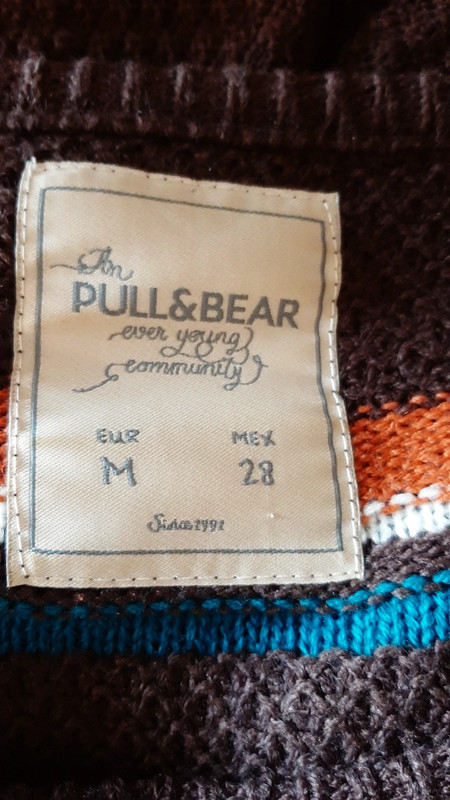 An
PULL&BEAR
ever young
community
EUR MEX
M 28
Since 1991